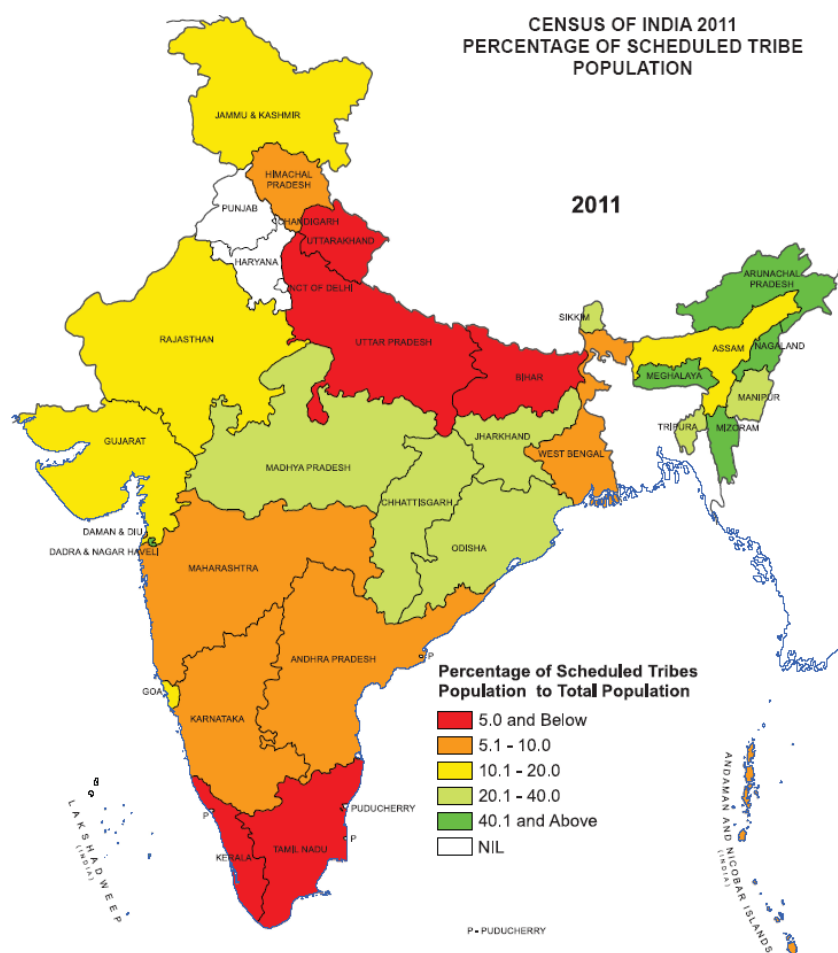 CENSUS OF INDIA 2011
PERCENTAGE OF SCHEDULED TRIBE
POPULATION
2011
JAMMU & KASHMIR
HIMACHAL
PRADESH
PUNJAB
CHANDIGARH
UTTARAKHAND
HARYANA
NCT OF DELHI
ARUNACHAL
PRADESH
SIKKIM
RAJASTHAN
UTTAR PRADESH
ASSAM
NAGALAND
BIHAR
MEGHALAYA
MANIPUR
TRIPURA
MIZORAM
JHARKHAND
GUJARAT
WEST BENGAL
MADHYA PRADESH
CHHATTISGARH
DAMAN & DIU
DADRA & NAGAR HAVELI
ODISHA
MAHARASHTRA
ANDHRA PRADESH
P
GOA
KARNATAKA
Percentage of Scheduled Tribes
Population to Total Population
5.0 and Below
5.1 - 10.0
10.1 - 20.0
20.1 - 40.0
40.1 and Above
NIL
P
PUDUCHERRY
P
KERALA
TAMIL NADU
LAKSHADWEEP
(INDIA)
ANDAMAN AND NICOBAR ISLANDS
(INDIA)
P - PUDUCHERRY